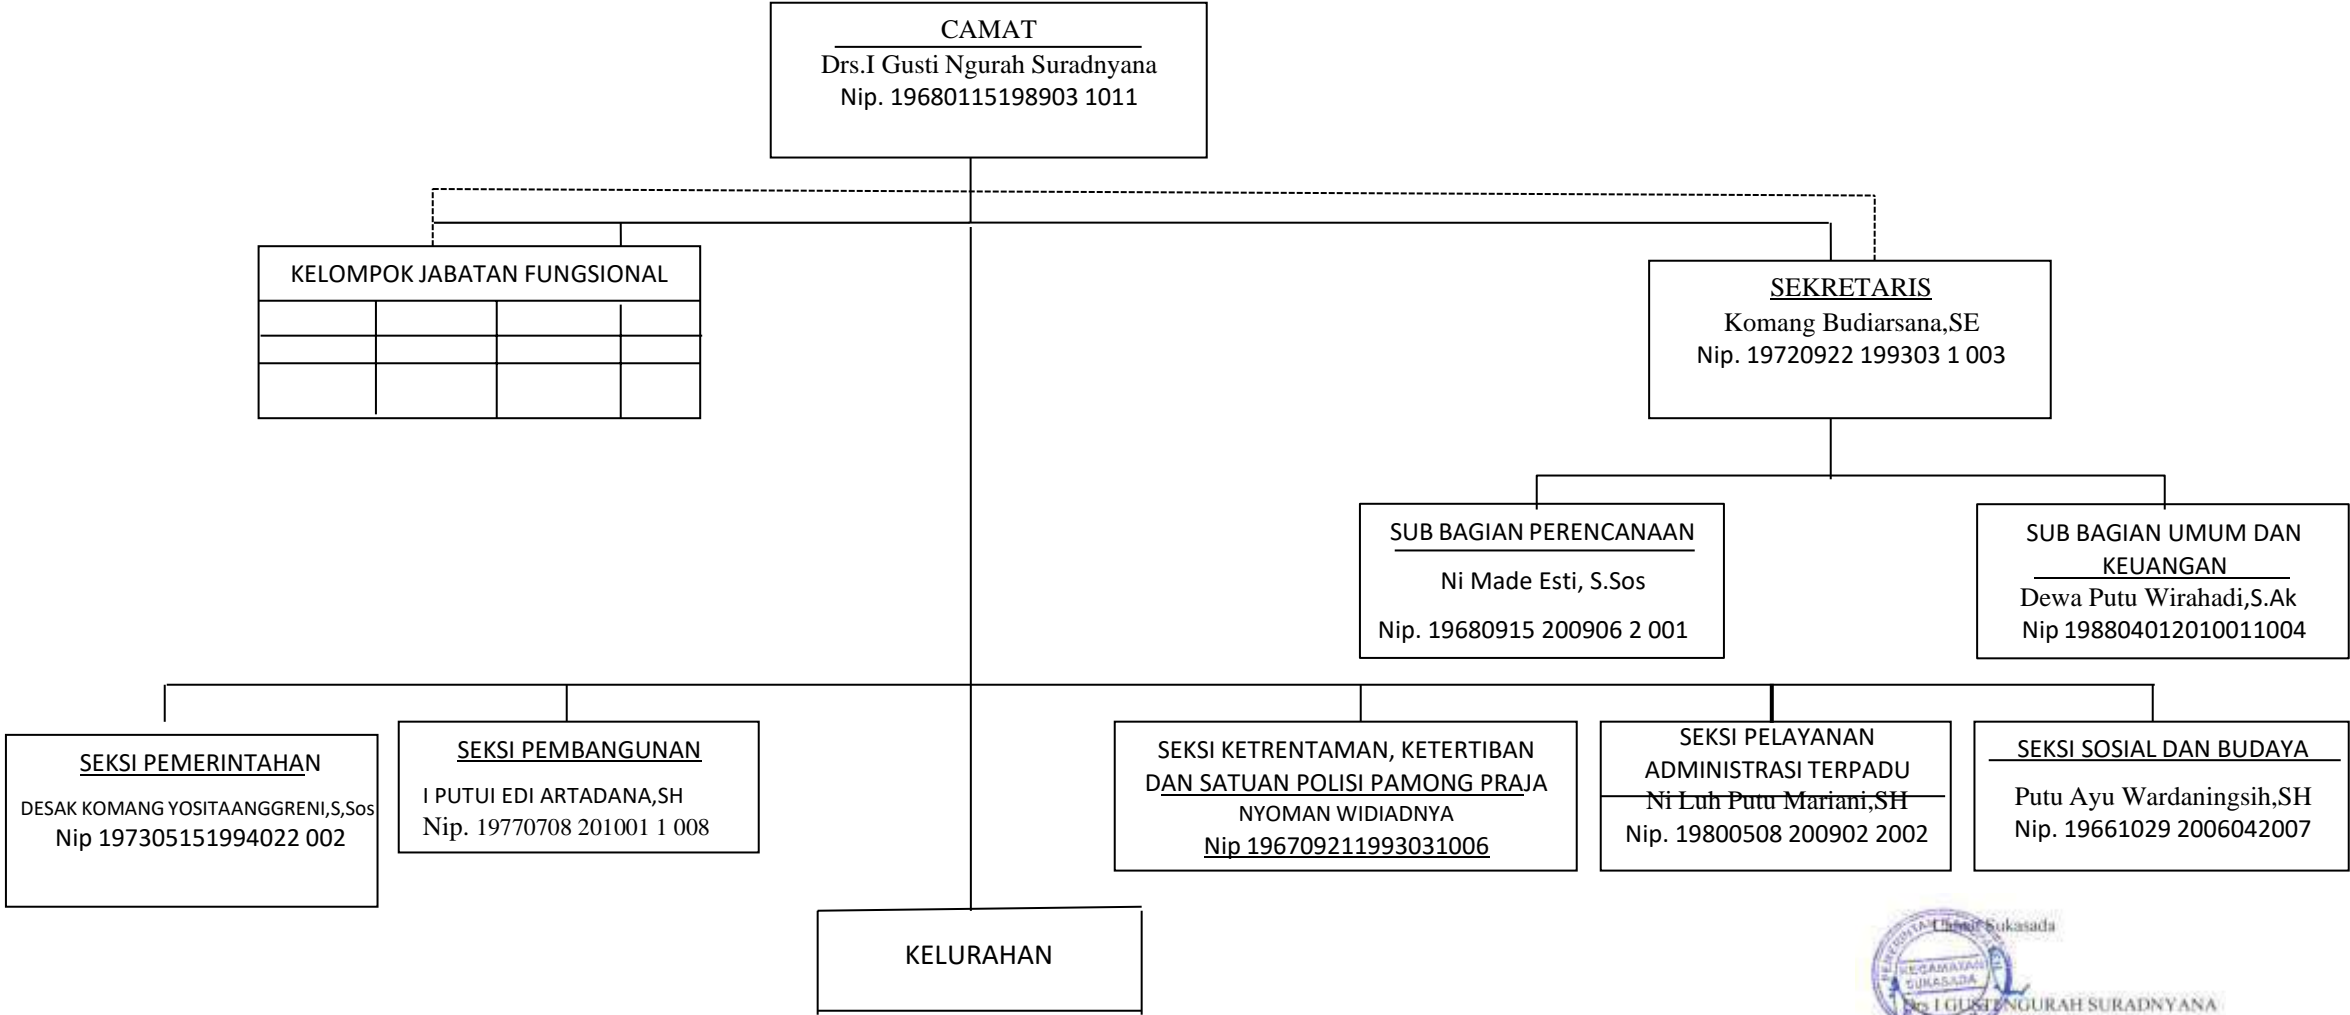 CAMAT
Drs.I Gusti Ngurah Suradnyana
Nip. 19680115198903 1011
KELOMPOK JABATAN FUNGSIONAL
SEKRETARIS
Komang Budiarsana,SE
Nip. 19720922 199303 1 003
SUB BAGIAN PERENCANAAN
Ni Made Esti, S.Sos
Nip. 19680915 200906 2 001
SUB BAGIAN UMUM DAN
KEUANGAN
Dewa Putu Wirahadi,S.Ak
Nip 198804012010011004
SEKSI PEMERINTAHAN
DESAK KOMANG YOSITAANGGRENI,S,Sos
Nip 197305151994022 002
SEKSI PEMBANGUNAN
I PUTUI EDI ARTADANA,SH
Nip. 19770708 201001 1 008
SEKSI KETRENTAMAN, KETERTIBAN
DAN SATUAN POLISI PAMONG PRAJA
NYOMAN WIDIADNYA
Nip 196709211993031006
SEKSI PELAYANAN
ADMINISTRASI TERPADU
Ni Luh Putu Mariani,SH
Nip. 19800508 200902 2002
SEKSI SOSIAL DAN BUDAYA
Putu Ayu Wardaningsih,SH
Nip. 19661029 2006042007
KELURAHAN
Camat Sukasada
KECAMATAN
SUKASADA
Drs I GUSTI NGURAH SURADNYANA